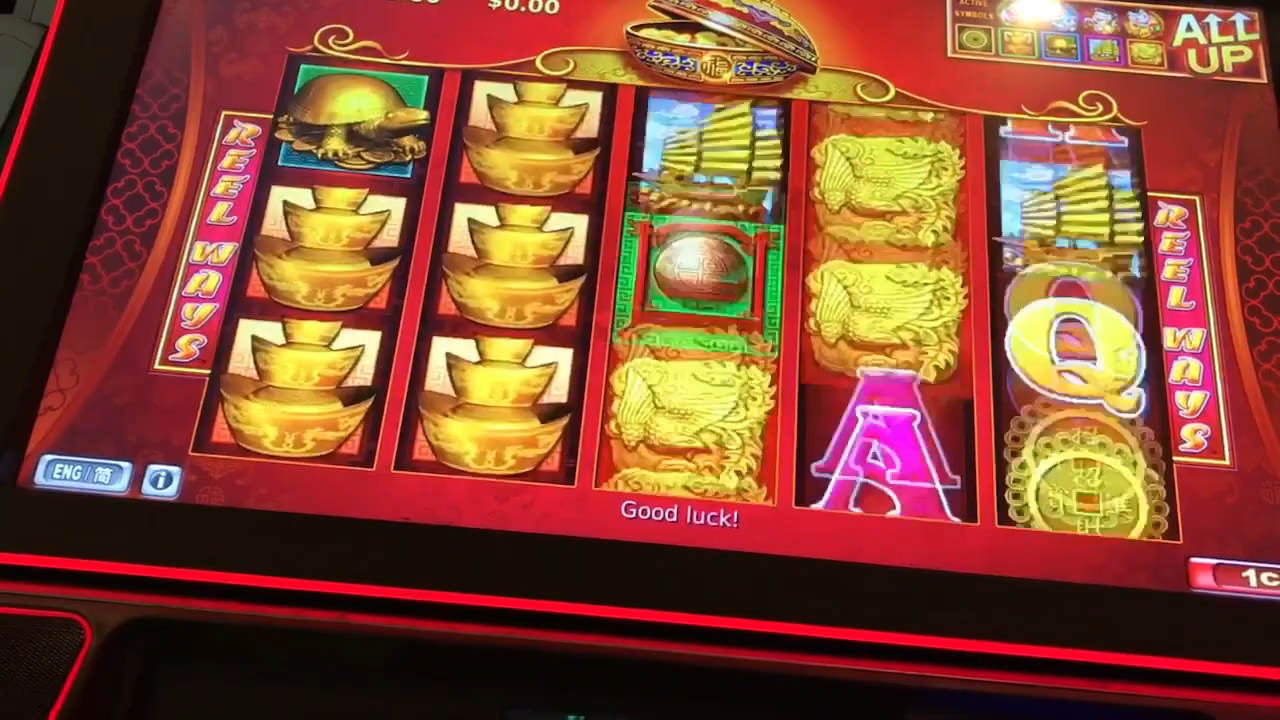 $0.00
ACTIVE
SYMBOLS
ALL
UP
REEL WAYS
REEL WAYS
Q
A
ENG / 简
i
Good luck!
1c